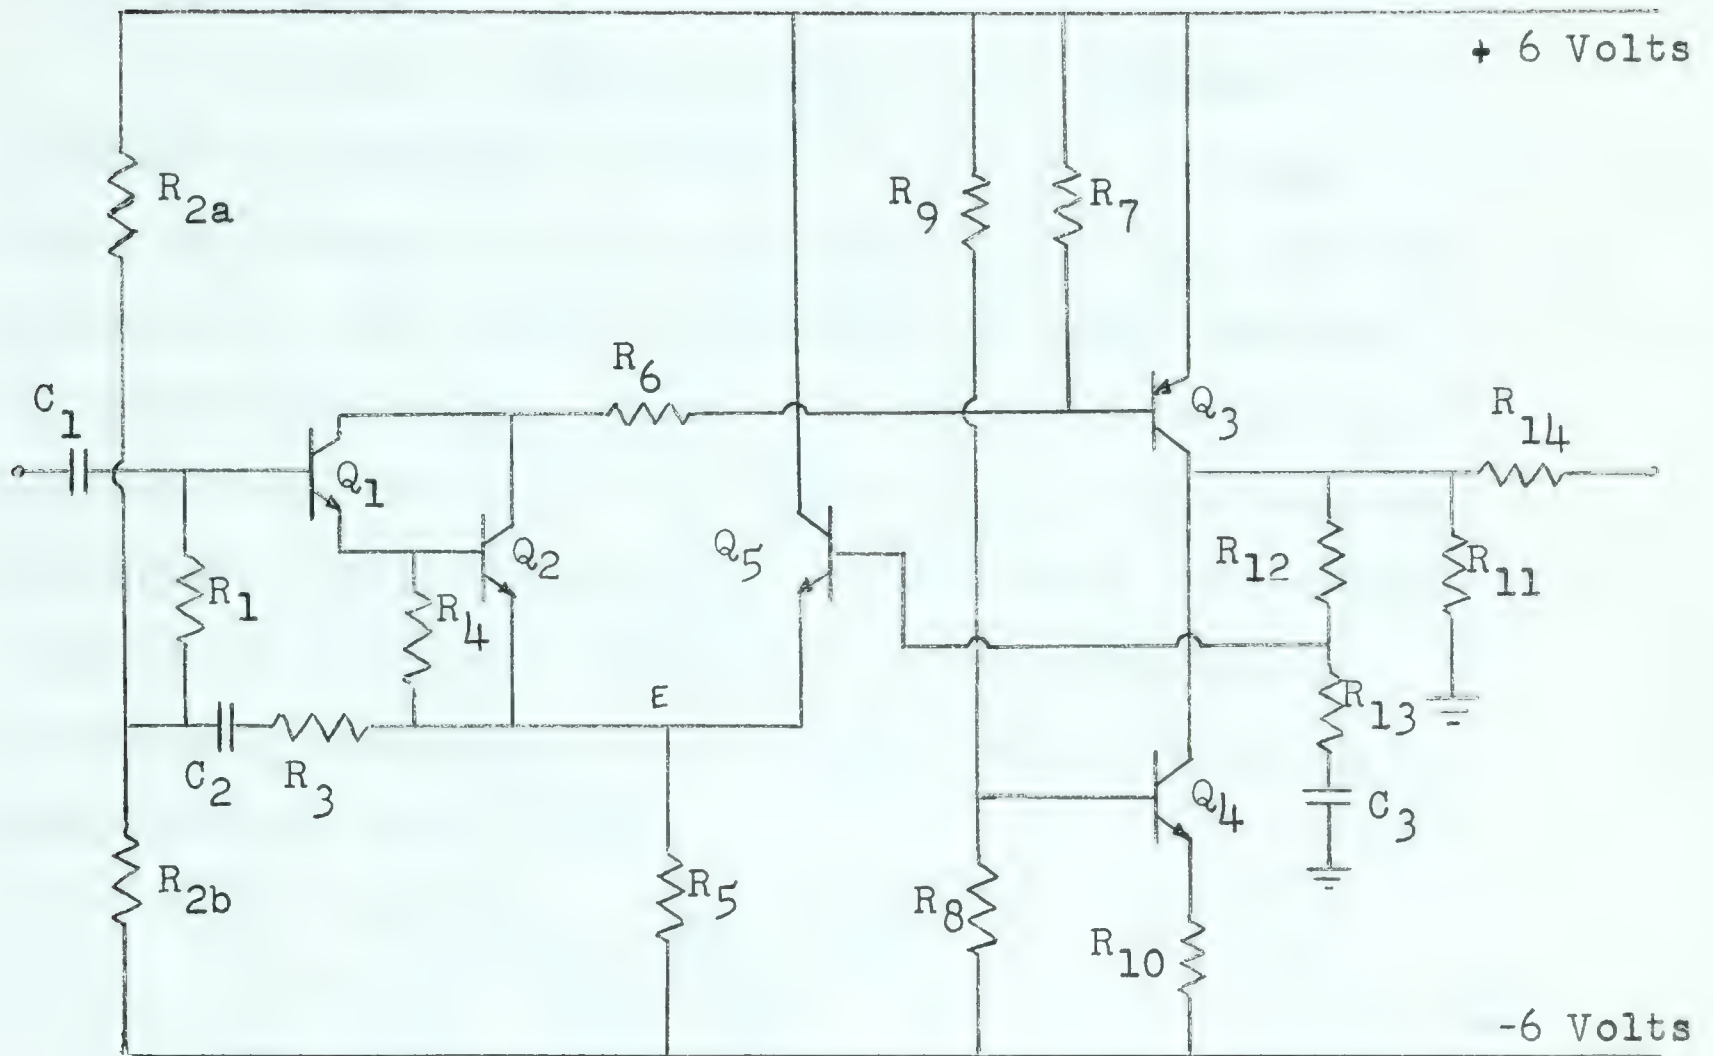 + 6 Volts
R2a
R9
R7
R6
C1
Q3
R14
Q1
Q2
Q5
R12
R11
R1
R4
E
R13
C2
R3
Q4
C3
R2b
R5
R8
R10
-6 Volts